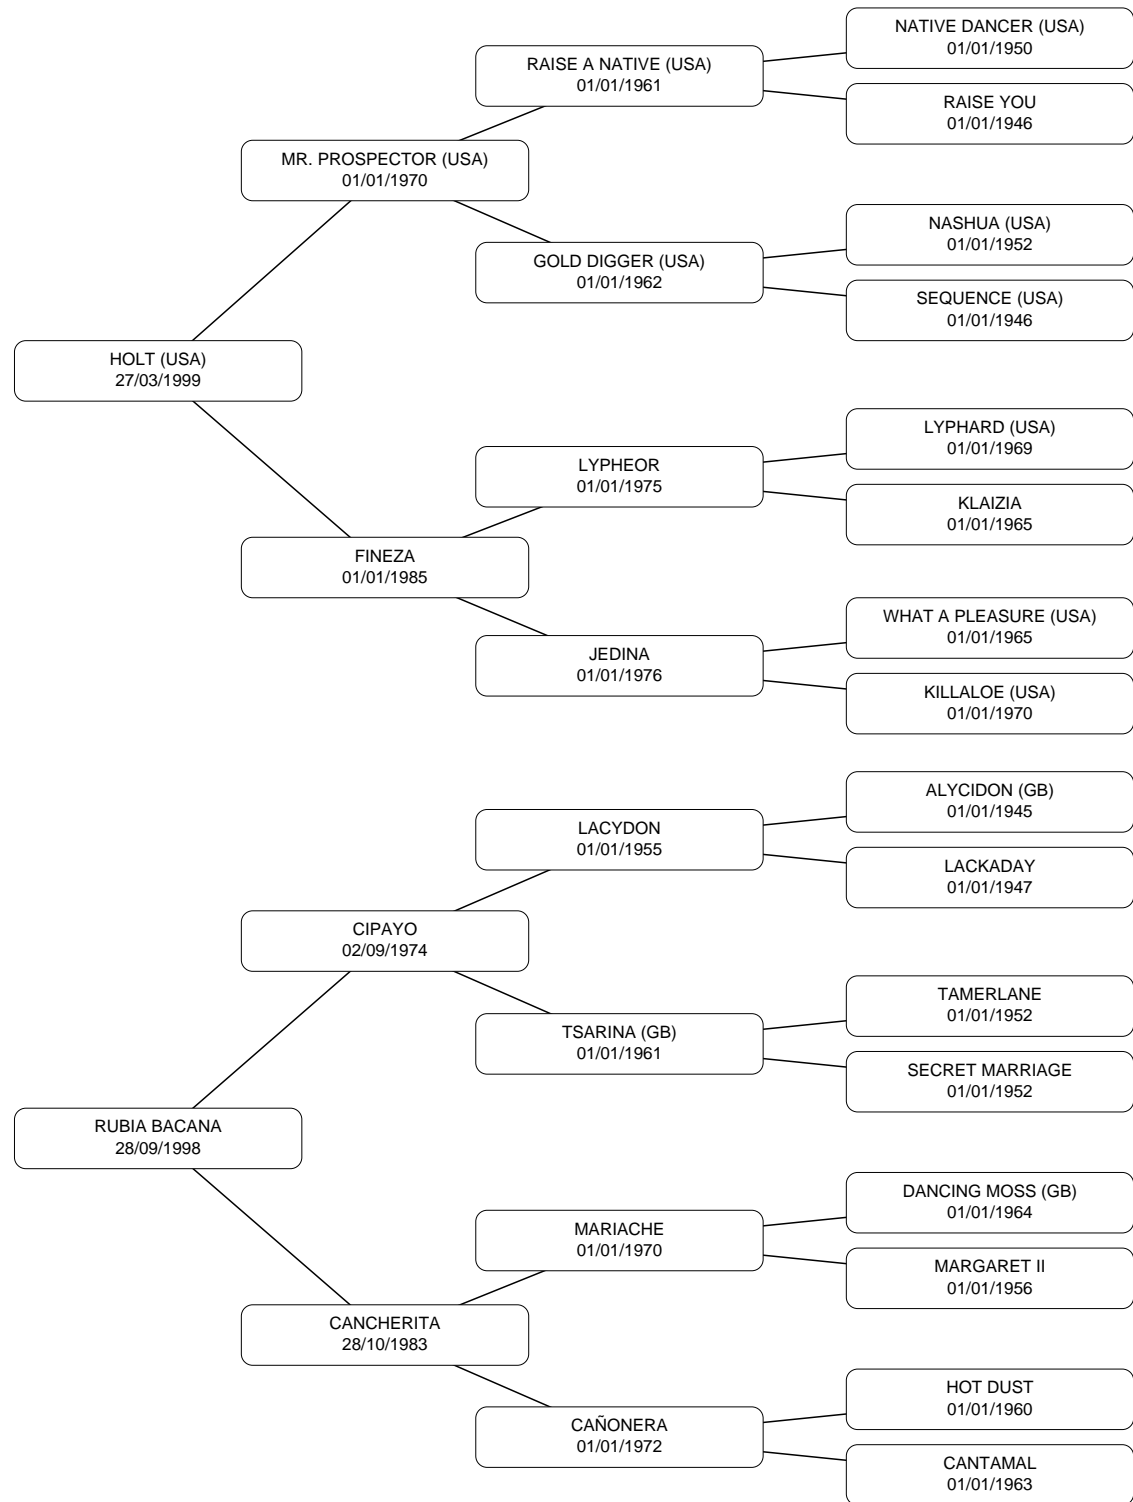 NATIVE DANCER (USA)
01/01/1950
RAISE A NATIVE (USA)
01/01/1961
RAISE YOU
01/01/1946
MR. PROSPECTOR (USA)
01/01/1970
NASHUA (USA)
01/01/1952
GOLD DIGGER (USA)
01/01/1962
SEQUENCE (USA)
01/01/1946
HOLT (USA)
27/03/1999
LYPHARD (USA)
01/01/1969
LYPHEOR
01/01/1975
KLAIZIA
01/01/1965
FINEZA
01/01/1985
WHAT A PLEASURE (USA)
01/01/1965
JEDINA
01/01/1976
KILLALOE (USA)
01/01/1970
ALYCIDON (GB)
01/01/1945
LACYDON
01/01/1955
LACKADAY
01/01/1947
CIPAYO
02/09/1974
TAMERLANE
01/01/1952
TSARINA (GB)
01/01/1961
SECRET MARRIAGE
01/01/1952
RUBIA BACANA
28/09/1998
DANCING MOSS (GB)
01/01/1964
MARIACHE
01/01/1970
MARGARET II
01/01/1956
CANCHERITA
28/10/1983
HOT DUST
01/01/1960
CAÑONERA
01/01/1972
CANTAMAL
01/01/1963